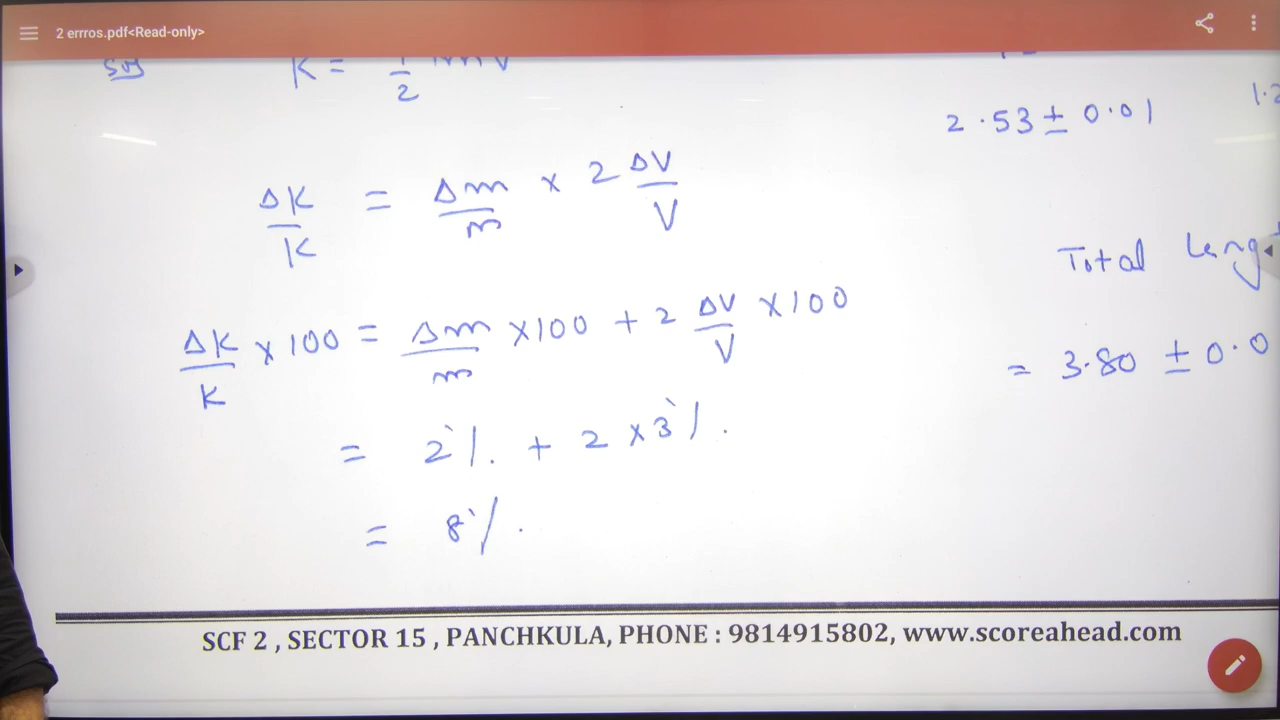 2 errros.pdf<Read-only>
K = 1/2
2.53 ± 0.01
ΔK/K = Δm/m × 2 ΔV/V
Total
ΔK/K × 100 = Δm/m × 100 + 2 ΔV/V × 100
= 3.80 ± 0.0
= 2% + 2 × 3%.
= 8%.
SCF 2 , SECTOR 15 , PANCHKULA, PHONE : 9814915802, www.scoreahead.com